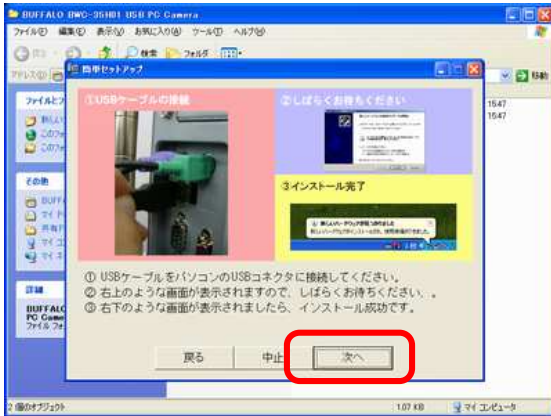 BUFFALO BWC-35H01 USB PC Camera
ファイル(F) 編集(E) 表示(V) お気に入り(A) ツール(T) ヘルプ(H)
検索 フォルダ
移動
簡単セットアップ
①USBケーブルの接続
②しばらくお待ちください
③インストール完了
① USBケーブルをパソコンのUSBコネクタに接続してください。
② 右上のような画面が表示されますので、しばらくお待ちください、。
③ 右下のような画面が表示されましたら、インストール成功です。
戻る 中止 次へ
その他
詳細
BUFFALO
PC Came
15:47
15:47
2 個のオブジェクト 1.07 KB マイ コンピュータ